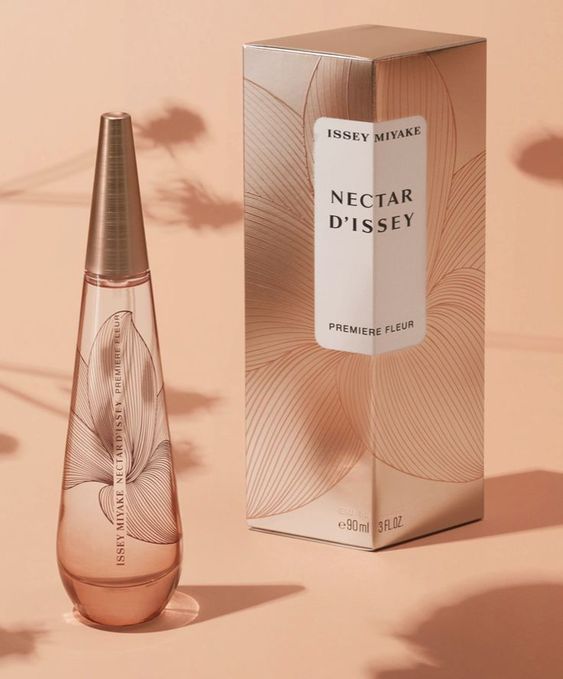 ISSEY MIYAKE
NECTAR
D'ISSEY
PREMIERE FLEUR
℮90ml 3 FL.OZ.
ISSEY MIYAKE NECTAR D'ISSEY PREMIERE FLEUR